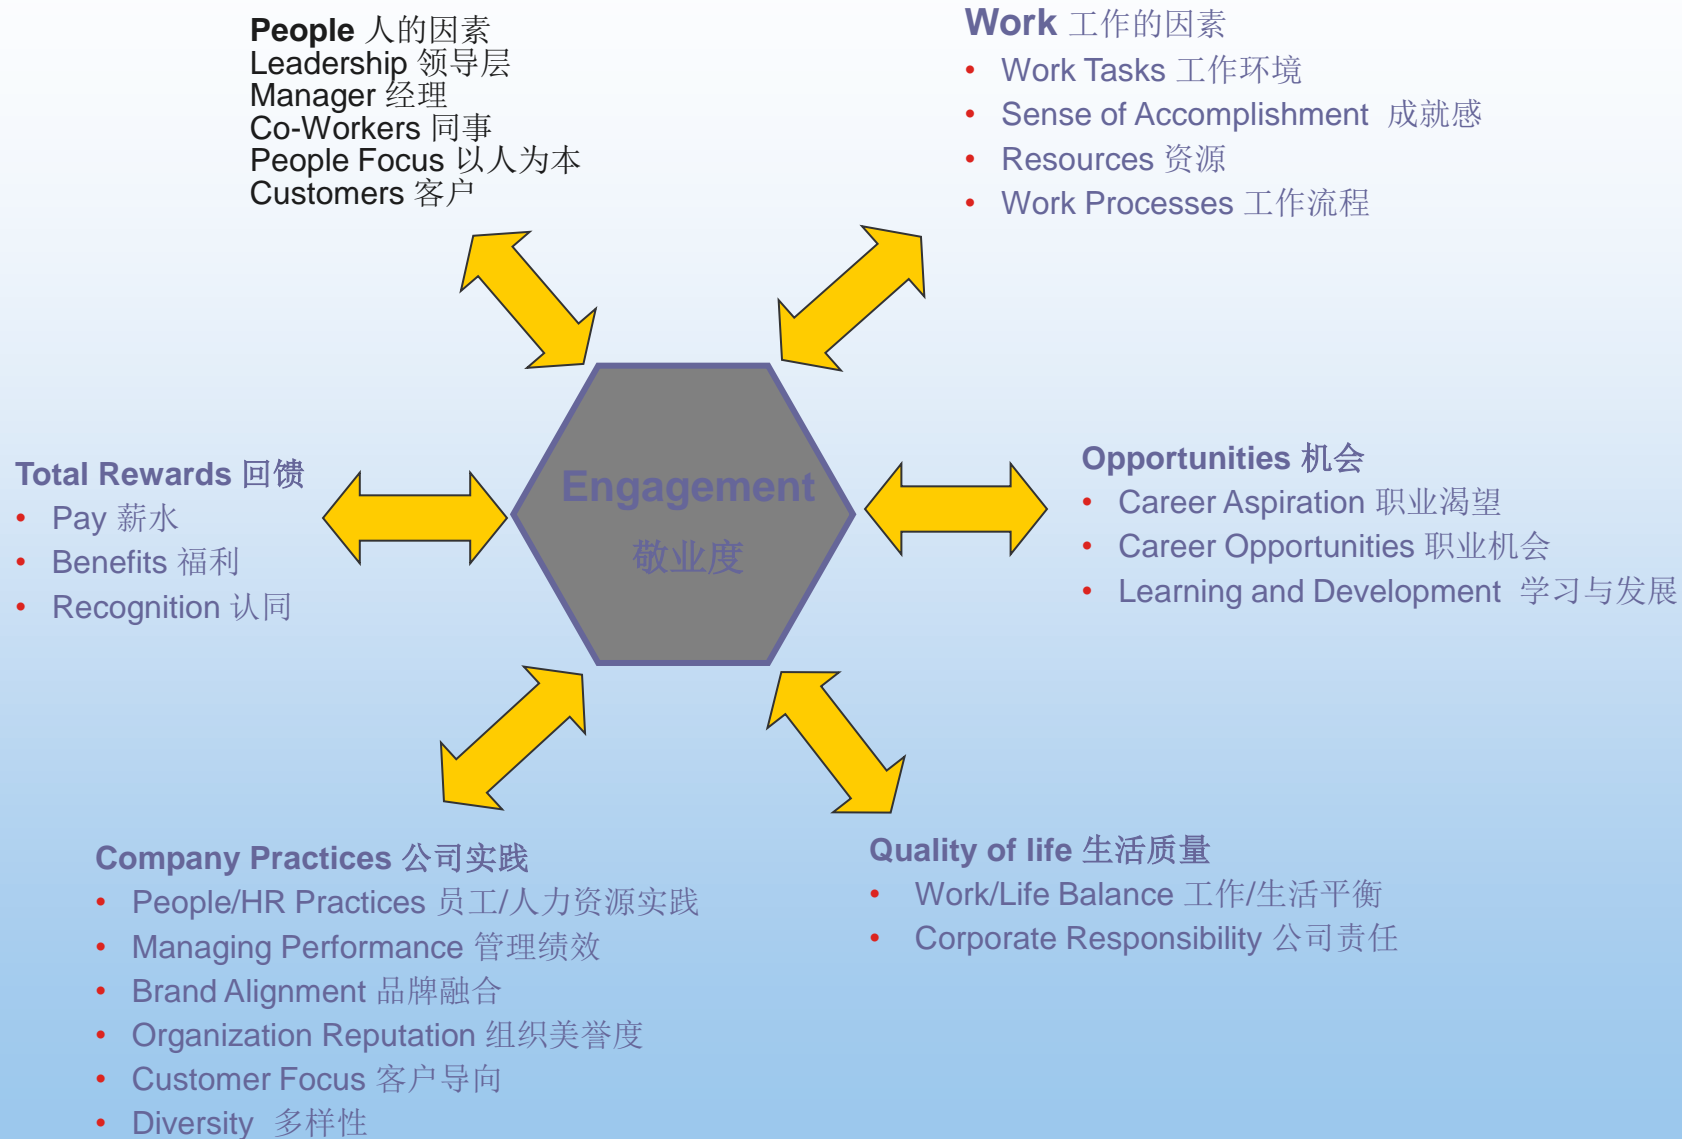 People 人的因素
Leadership 领导层
Manager 经理
Co-Workers 同事
People Focus 以人为本
Customers 客户
Work 工作的因素
• Work Tasks 工作环境
• Sense of Accomplishment 成就感
• Resources 资源
• Work Processes 工作流程
Total Rewards 回馈
• Pay 薪水
• Benefits 福利
• Recognition 认同
Engagement
敬业度
Opportunities 机会
• Career Aspiration 职业渴望
• Career Opportunities 职业机会
• Learning and Development 学习与发展
Company Practices 公司实践
• People/HR Practices 员工/人力资源实践
• Managing Performance 管理绩效
• Brand Alignment 品牌融合
• Organization Reputation 组织美誉度
• Customer Focus 客户导向
• Diversity 多样性
Quality of life 生活质量
• Work/Life Balance 工作/生活平衡
• Corporate Responsibility 公司责任